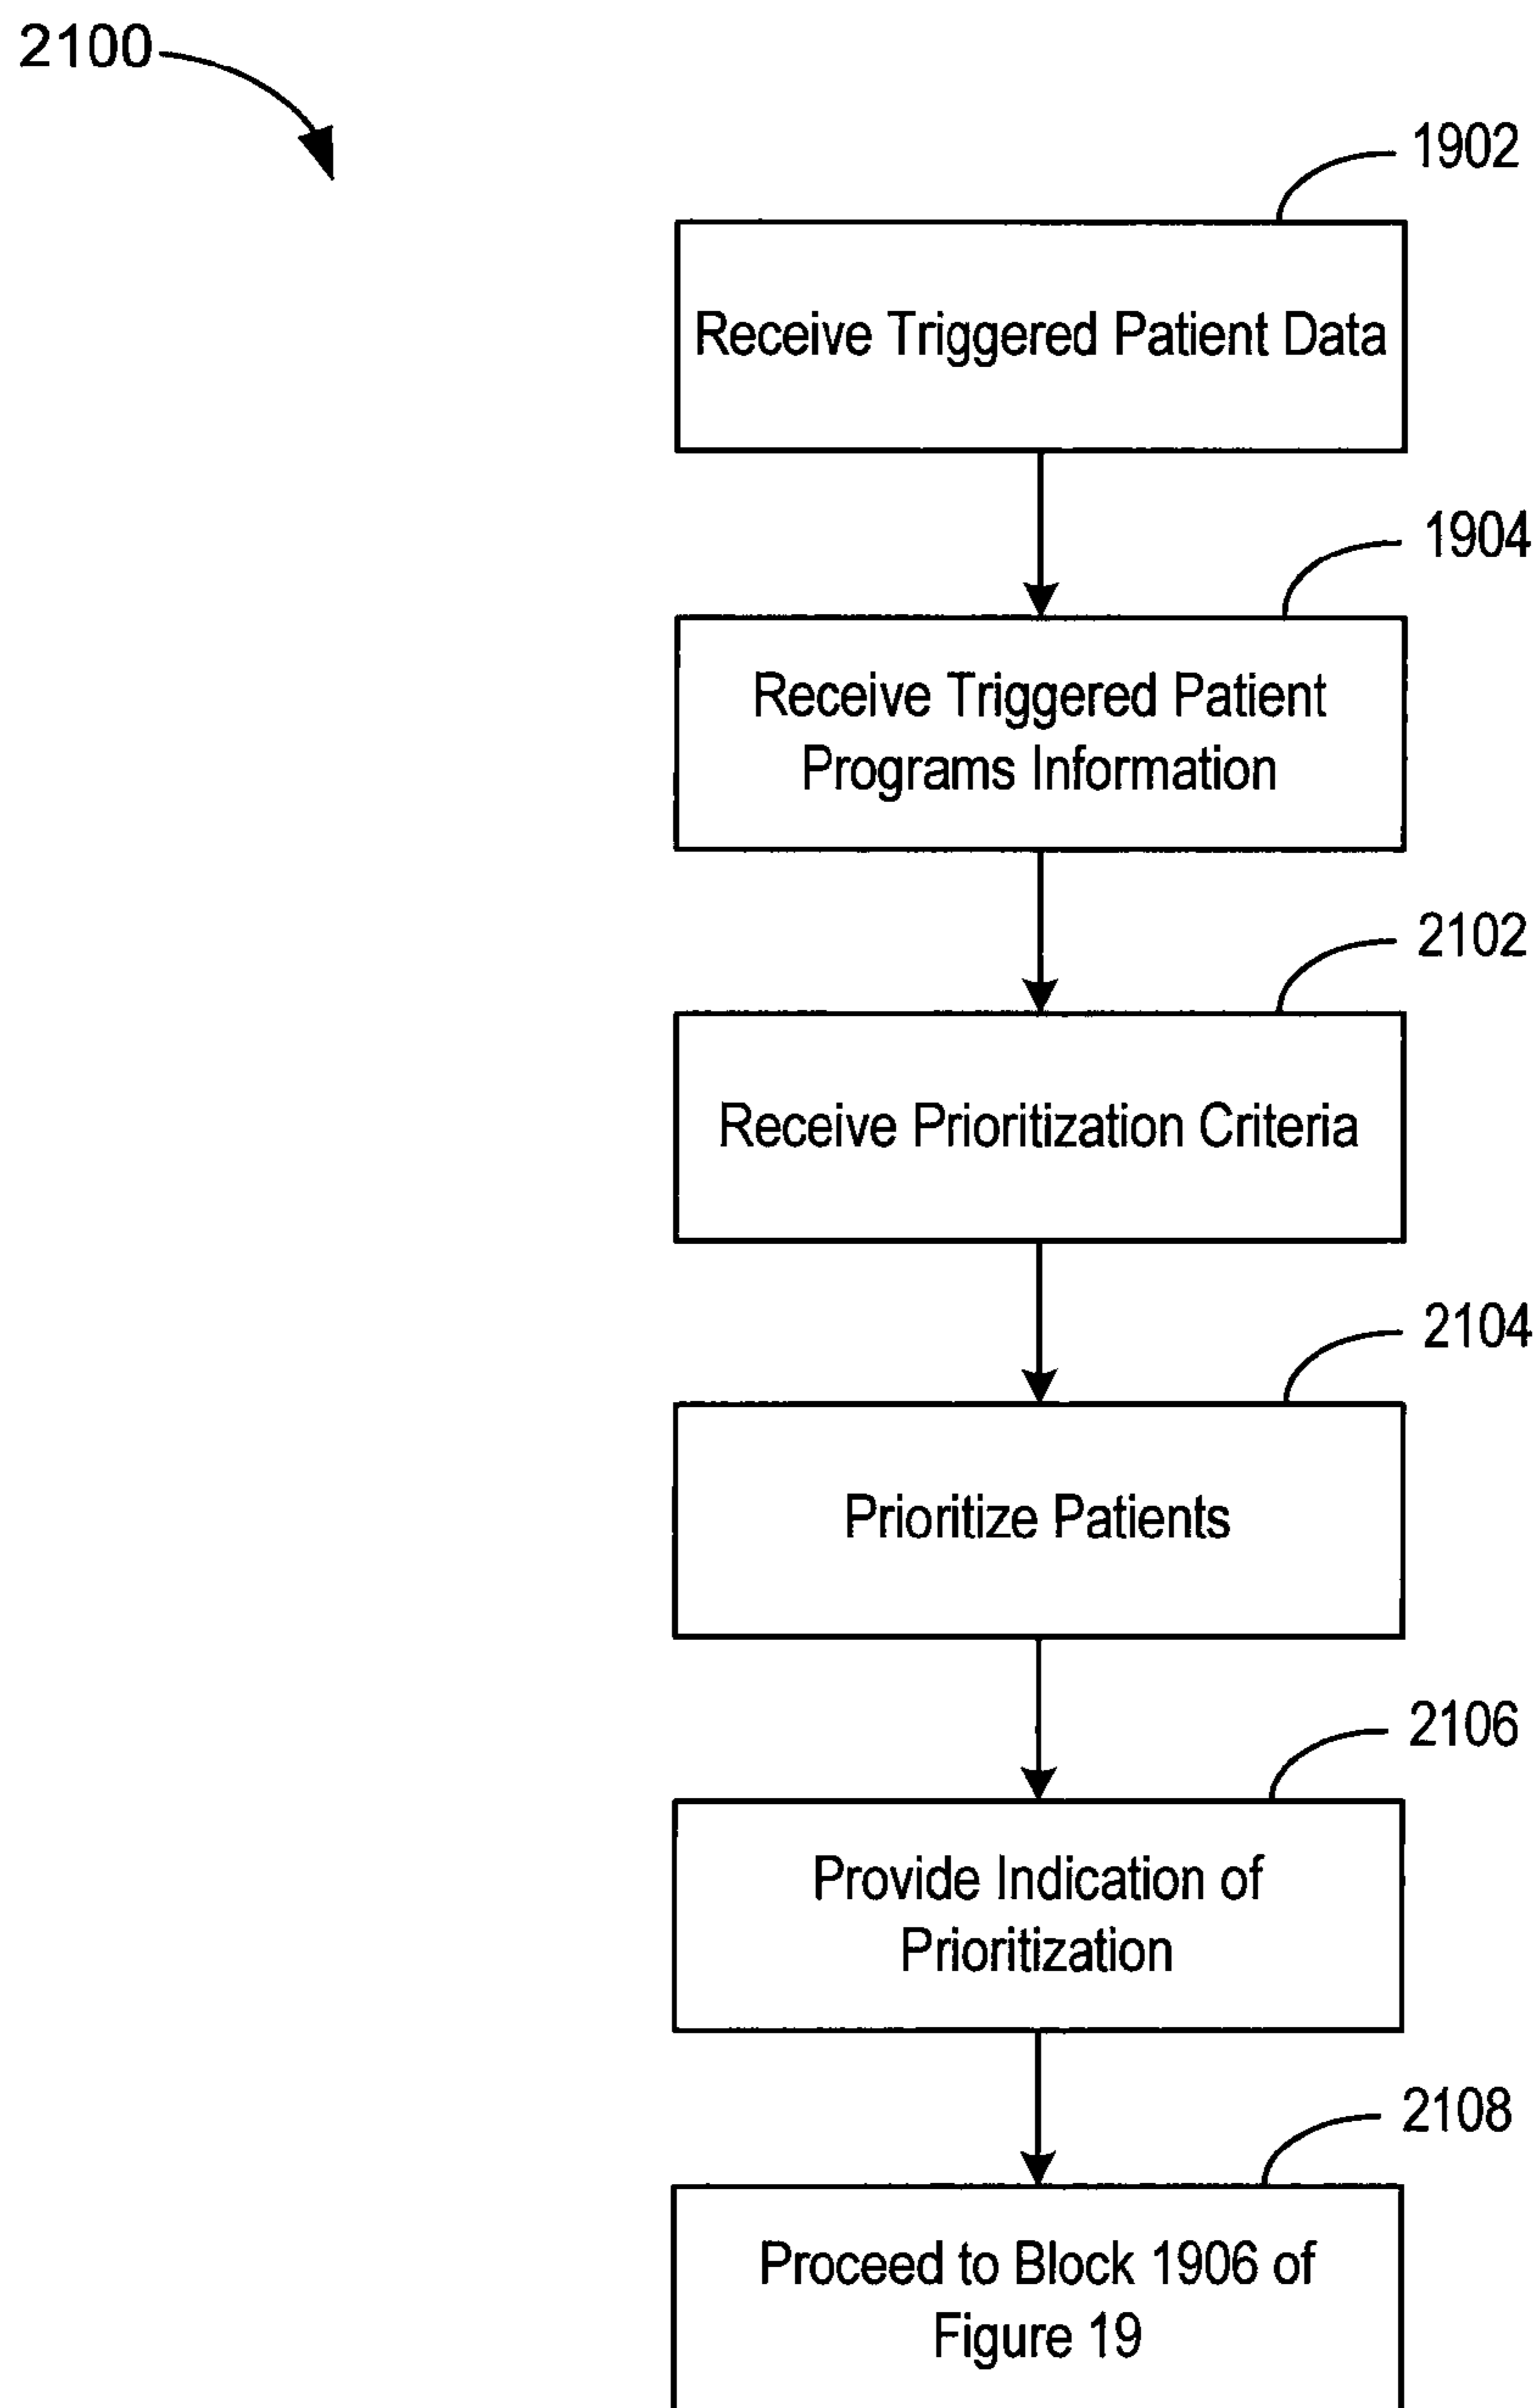 2100
1902
Receive Triggered Patient Data
1904
Receive Triggered Patient
Programs Information
2102
Receive Prioritization Criteria
2104
Prioritize Patients
2106
Provide Indication of
Prioritization
2108
Proceed to Block 1906 of
Figure 19